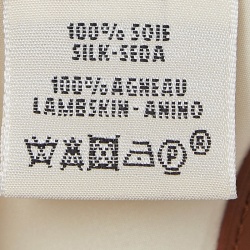 100% SOIE
SILK-SEDA
100% AGNEAU
LAMBSKIN-ANINO
P ®